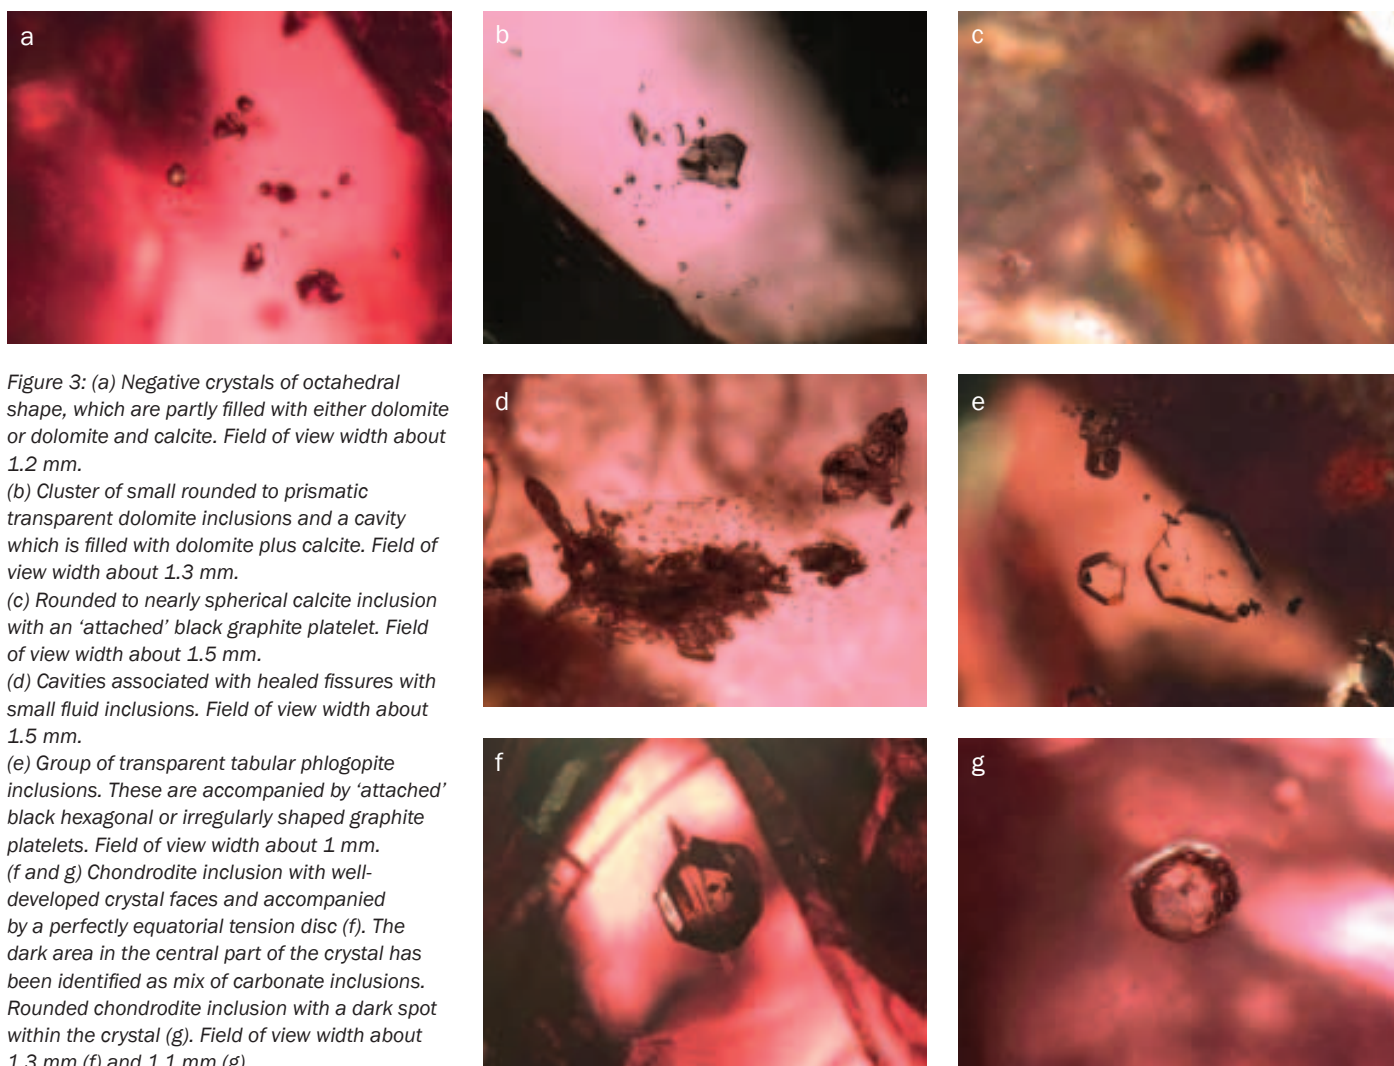 a
b
c
Figure 3: (a) Negative crystals of octahedral
shape, which are partly filled with either dolomite
or dolomite and calcite. Field of view width about
1.2 mm.
(b) Cluster of small rounded to prismatic
transparent dolomite inclusions and a cavity
which is filled with dolomite plus calcite. Field of
view width about 1.3 mm.
(c) Rounded to nearly spherical calcite inclusion
with an ‘attached’ black graphite platelet. Field
of view width about 1.5 mm.
(d) Cavities associated with healed fissures with
small fluid inclusions. Field of view width about
1.5 mm.
(e) Group of transparent tabular phlogopite
inclusions. These are accompanied by ‘attached’
black hexagonal or irregularly shaped graphite
platelets. Field of view width about 1 mm.
(f and g) Chondrodite inclusion with well-
developed crystal faces and accompanied
by a perfectly equatorial tension disc (f). The
dark area in the central part of the crystal has
been identified as mix of carbonate inclusions.
Rounded chondrodite inclusion with a dark spot
within the crystal (g). Field of view width about
1.3 mm (f) and 1.1 mm (g)
d
e
f
g